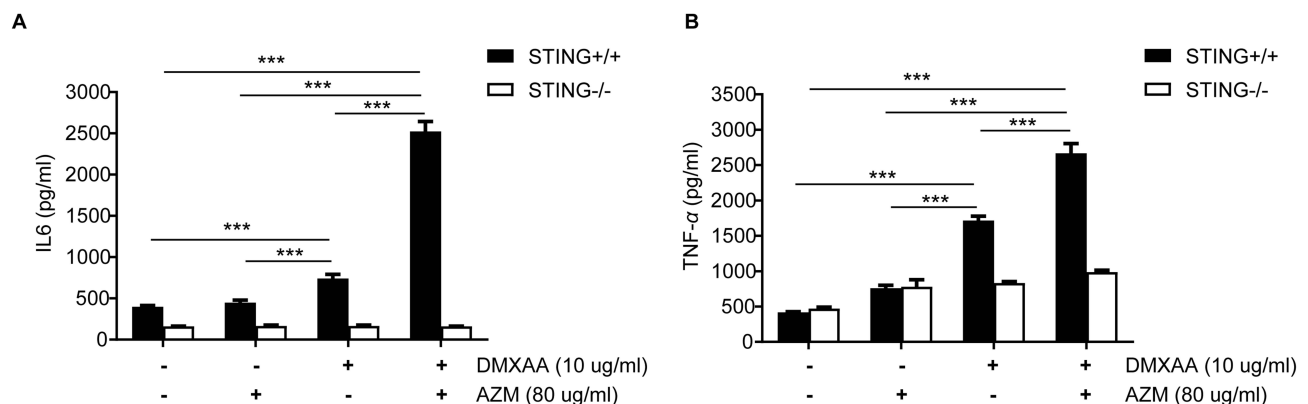 A
STING+/+
STING-/-
***
***
***
***
***
IL6 (pg/ml)
3000
2500
2000
1500
1000
500
0
- - + + DMXAA (10 ug/ml)
- + - + AZM (80 ug/ml)
B
STING+/+
STING-/-
***
***
***
***
***
TNF-α (pg/ml)
3500
3000
2500
2000
1500
1000
500
0
- - + + DMXAA (10 ug/ml)
- + - + AZM (80 ug/ml)